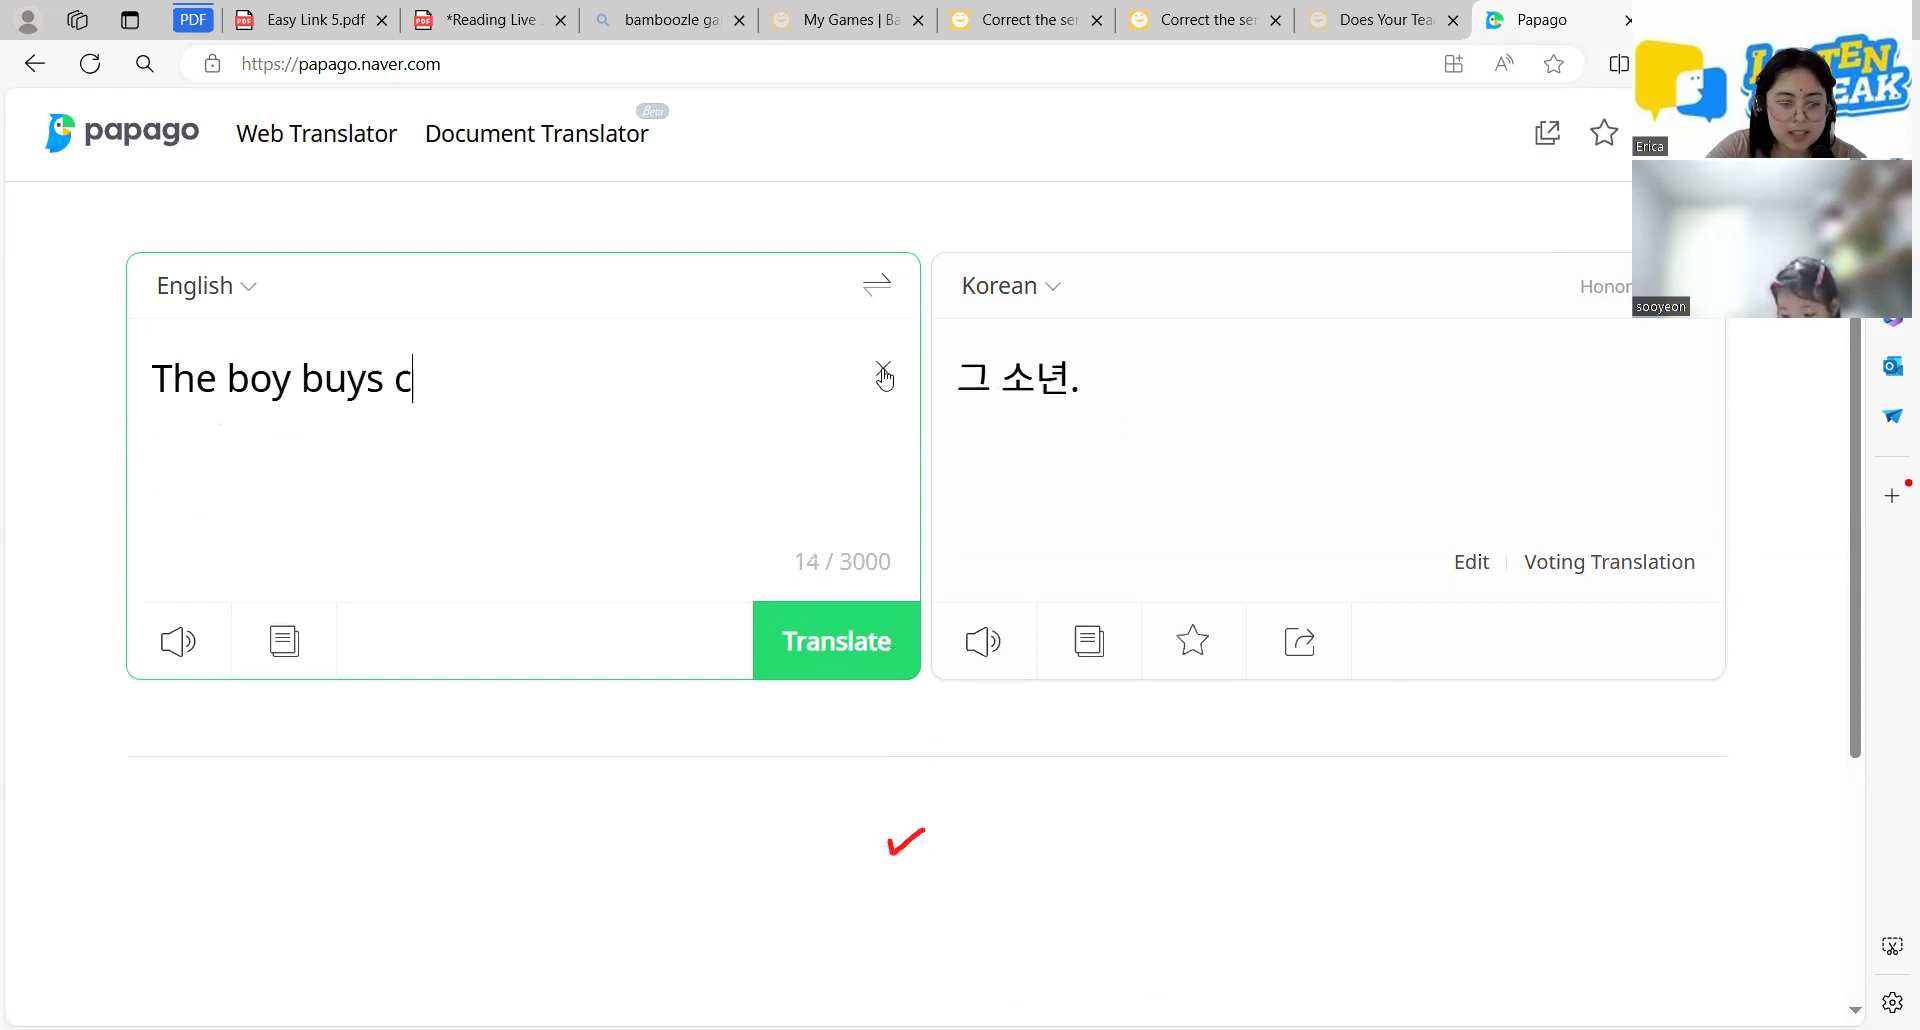 PDF
Easy Link 5.pdf
*Reading Live
bamboozle ga
My Games | Ba
Correct the ser
Correct the ser
Does Your Tea
Papago
https://papago.naver.com
papago
Web Translator
Document Translator
Beta
Erica
sooyeon
English
Korean
Honor
The boy buys c
그 소년.
14 / 3000
Edit
Voting Translation
Translate